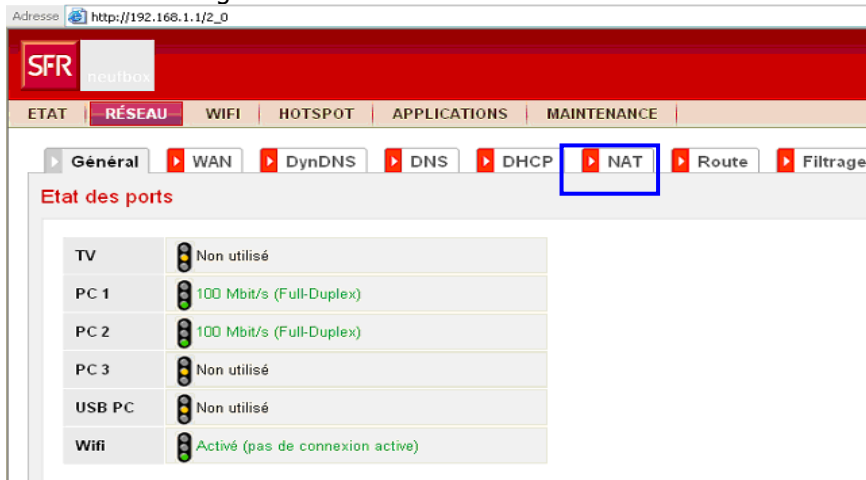 Adresse http://192.168.1.1/2_0
SFR
neufbox
ETAT RÉSEAU WIFI HOTSPOT APPLICATIONS MAINTENANCE
Général WAN DynDNS DNS DHCP NAT Route Filtrage
Etat des ports
TV Non utilisé
PC 1 100 Mbit/s (Full-Duplex)
PC 2 100 Mbit/s (Full-Duplex)
PC 3 Non utilisé
USB PC Non utilisé
Wifi Activé (pas de connexion active)